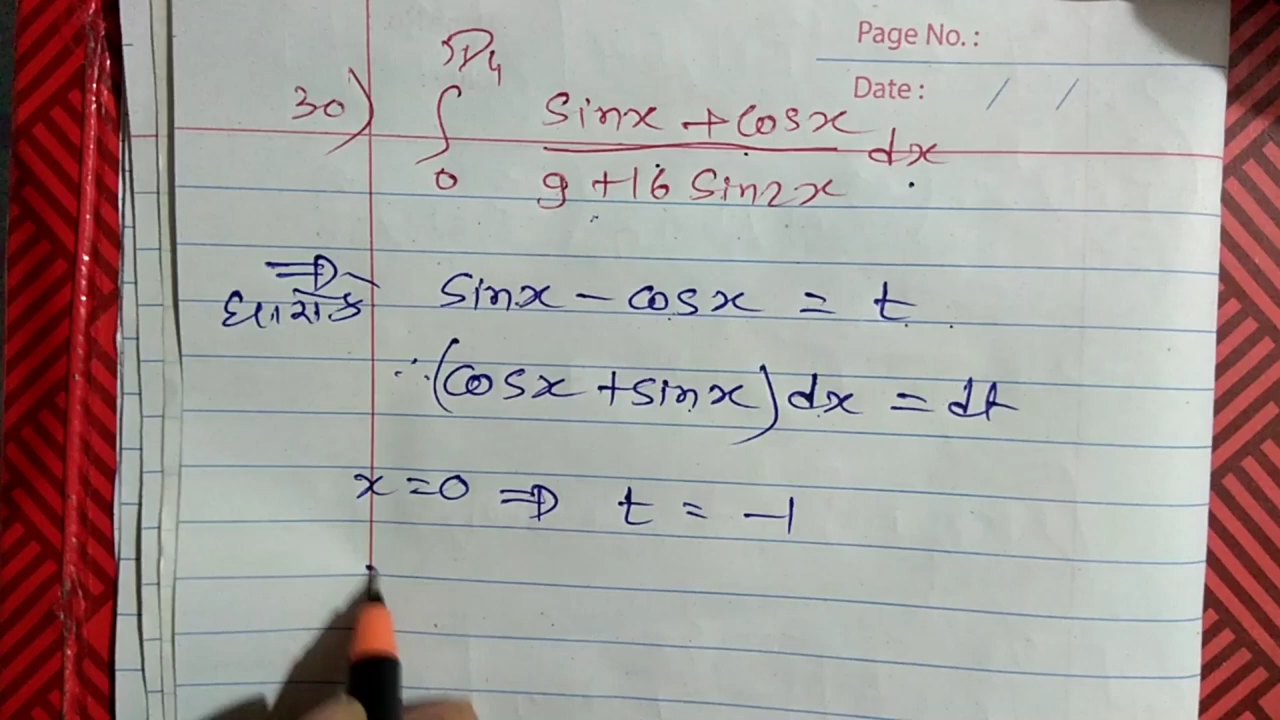 Page No. :
Date : / /
30) ∫₀^π/4 (sinx + cosx)/(9 + 16 sin2x) dx
⇒
ધારો કે sinx − cosx = t
∴ (cosx + sinx) dx = dt
x = 0 ⇒ t = −1